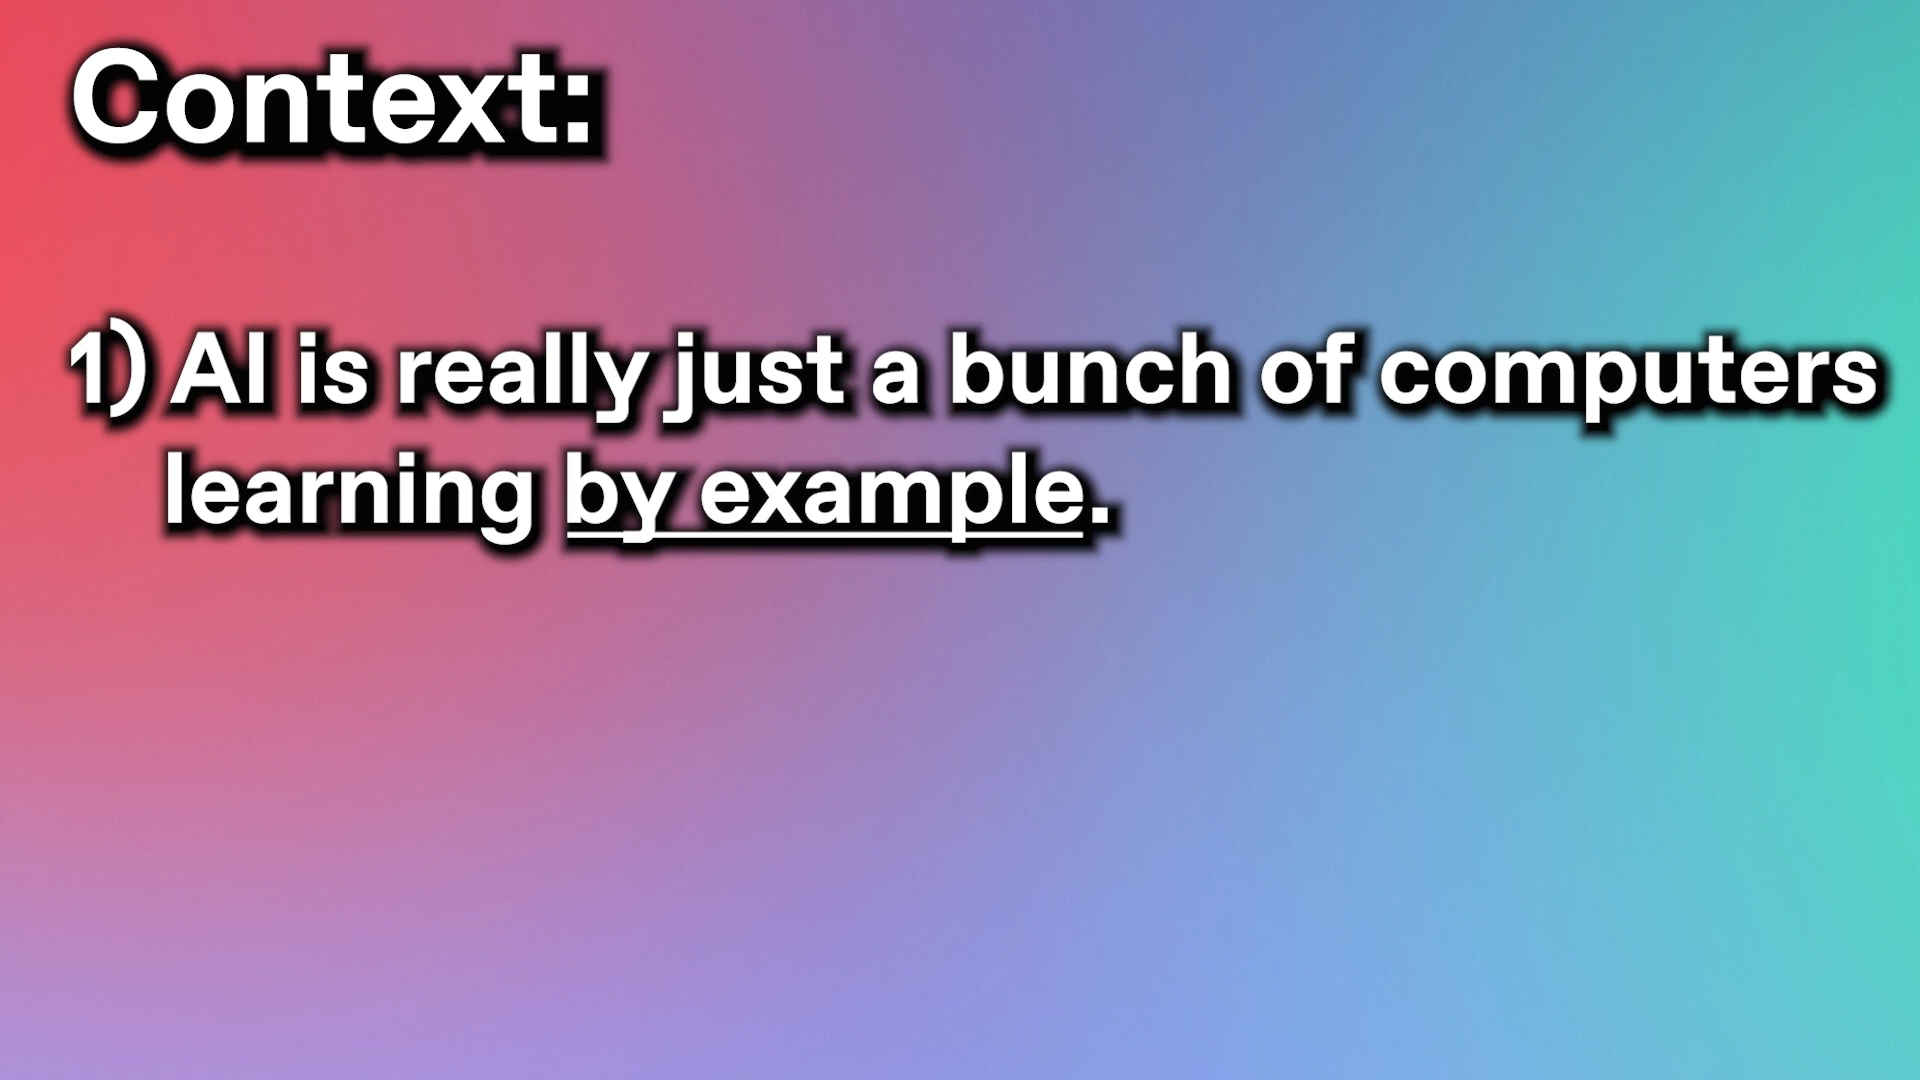 Context:
1) AI is really just a bunch of computers
learning by example.